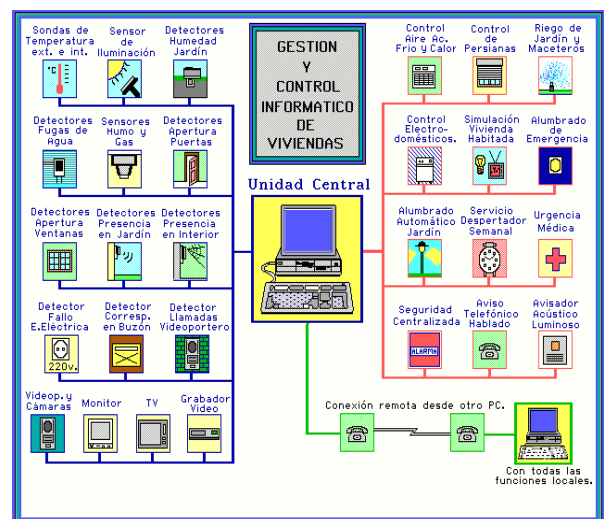 Sondas de
Temperatura
ext. e int.
Sensor
de
Iluminación
Detectores
Humedad
Jardín
°C
GESTION
Y
CONTROL
INFORMATICO
DE
VIVIENDAS
Control
Aire Ac.
Frio y Calor
Control
de
Persianas
Riego de
Jardín y
Maceteros
Detectores
Fugas de
Agua
Sensores
Humo y
Gas
Detectores
Apertura
Puertas
Control
Electro-
domésticos.
Simulación
Vivienda
Habitada
Alumbrado
de
Emergencia
Unidad Central
Detectores
Apertura
Ventanas
Detectores
Presencia
en Jardín
Detectores
Presencia
en Interior
Alumbrado
Automático
Jardín
Servicio
Despertador
Semanal
Urgencia
Médica
Detector
Fallo
E.Eléctrica
220v.
Detector
Corresp.
en Buzón
Detector
Llamadas
Videoportero
Seguridad
Centralizada
ALARMA
Aviso
Telefónico
Hablado
Avisador
Acústico
Luminoso
Videop.y
Cámaras
Monitor
TV
Grabador
Video
Conexión remota desde otro PC.
Con todas las
funciones locales.